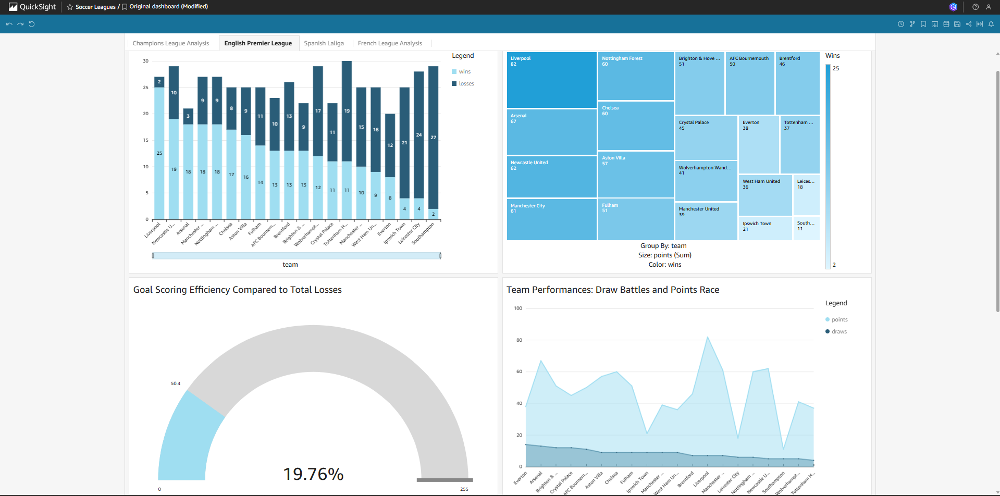 QuickSight
Soccer Leagues / Original dashboard (Modified)
Champions League Analysis
English Premier League
Spanish Laliga
French League Analysis
30
25
20
15
10
5
0
2
10
3
9
9
8
9
11
10
13
9
17
11
19
15
16
12
21
24
27
25
19
18
18
18
17
16
14
13
13
13
12
11
11
10
9
8
4
4
2
Liverpool
Newcastle U...
Arsenal
Manchester ...
Nottingham ...
Chelsea
Aston Villa
Fulham
AFC Bournem...
Brentford
Brighton & ...
Wolverhampt...
Crystal Palace
Tottenham H...
Manchester ...
West Ham Un...
Everton
Ipswich Town
Leicester City
Southampton
team
Legend
wins
losses
Liverpool
82
Arsenal
67
Newcastle United
62
Manchester City
61
Nottingham Forest
60
Chelsea
60
Aston Villa
57
Fulham
51
Brighton & Hove ...
51
AFC Bournemouth
50
Brentford
46
Crystal Palace
45
Wolverhampton Wand...
41
Manchester United
39
Everton
38
Tottenham ...
37
West Ham United
36
Leices...
18
Ipswich Town
21
South...
11
Group By: team
Size: points (Sum)
Color: wins
Wins
25
2
Goal Scoring Efficiency Compared to Total Losses
50.4
19.76%
0
255
Team Performances: Draw Battles and Points Race
100
80
60
40
20
0
Everton
Arsenal
Brighton & ...
Crystal Palace
AFC Bournem...
Aston Villa
Chelsea
Fulham
Ipswich Town
Manchester ...
West Ham Un...
Brentford
Liverpool
Manchester ...
Leicester City
Nottingham ...
Newcastle U...
Southampton
Wolverhampt...
Tottenham H...
Legend
points
draws